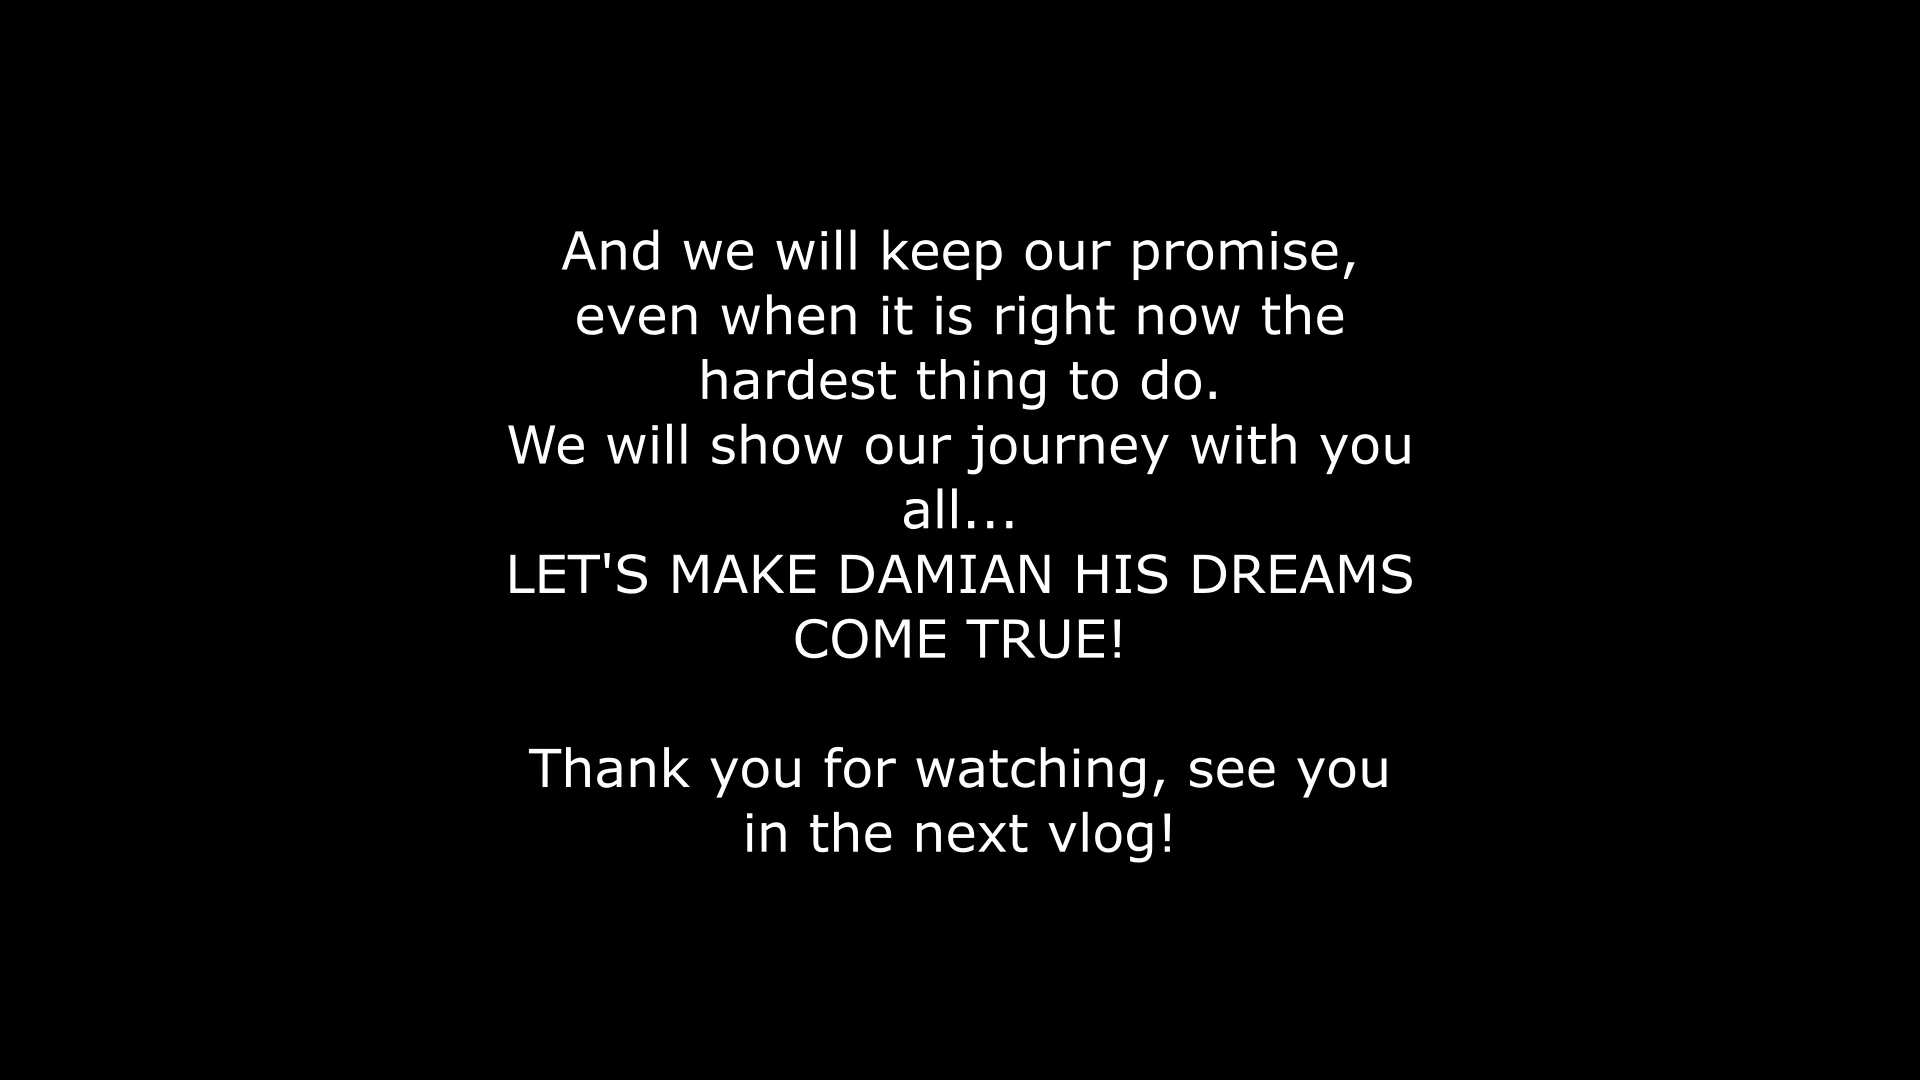 And we will keep our promise,
even when it is right now the
hardest thing to do.
We will show our journey with you
all...
LET'S MAKE DAMIAN HIS DREAMS
COME TRUE!
Thank you for watching, see you
in the next vlog!